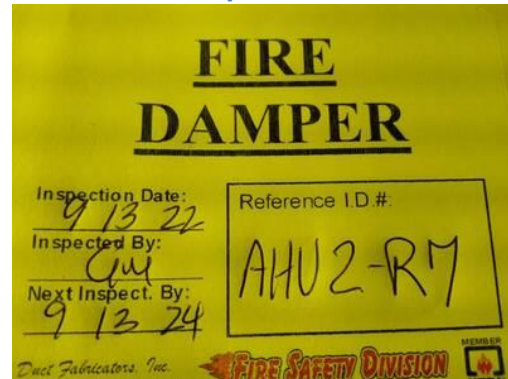 FIRE
DAMPER
Inspection Date:
9 13 22
Inspected By:
Next Inspect. By:
9 13 24
Reference I.D.#:
AHU2-R7
Duct Fabricators, Inc.
FIRE SAFETY DIVISION
MEMBER